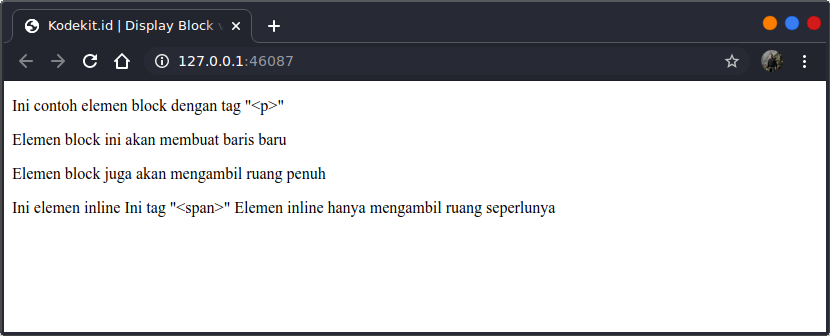 Kodekit.id | Display Block
127.0.0.1:46087
Ini contoh elemen block dengan tag "<p>"
Elemen block ini akan membuat baris baru
Elemen block juga akan mengambil ruang penuh
Ini elemen inline Ini tag "<span>" Elemen inline hanya mengambil ruang seperlunya